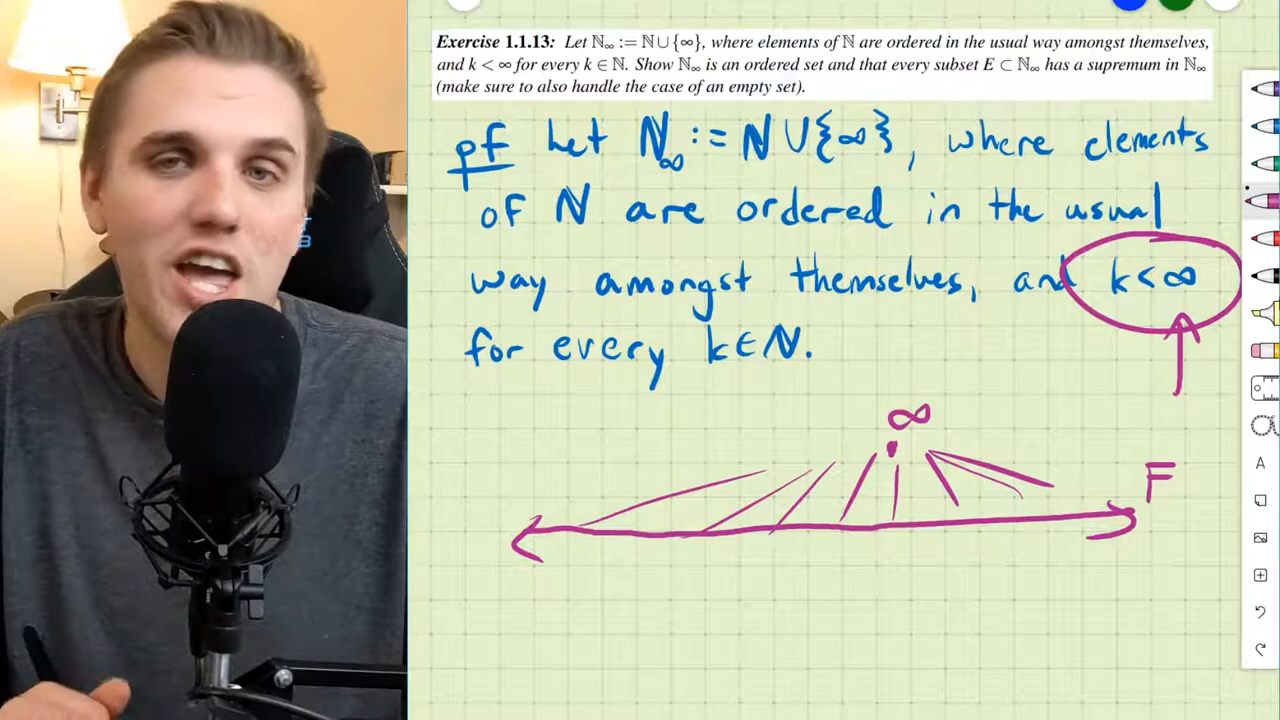 Exercise 1.1.13: Let ℕ∞ := ℕ ∪ {∞}, where elements of ℕ are ordered in the usual way amongst themselves,
and k < ∞ for every k ∈ ℕ. Show ℕ∞ is an ordered set and that every subset E ⊂ ℕ∞ has a supremum in ℕ∞
(make sure to also handle the case of an empty set).
pf Let ℕ∞ := ℕ ∪ {∞}, where elements
of ℕ are ordered in the usual
way amongst themselves, and k < ∞
for every k ∈ ℕ.
∞
F
A